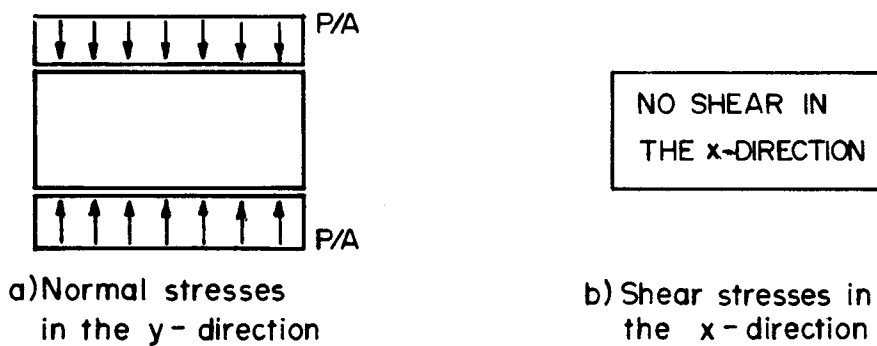 P/A
P/A
a) Normal stresses
in the y - direction
NO SHEAR IN
THE x-DIRECTION
b) Shear stresses in
the x - direction